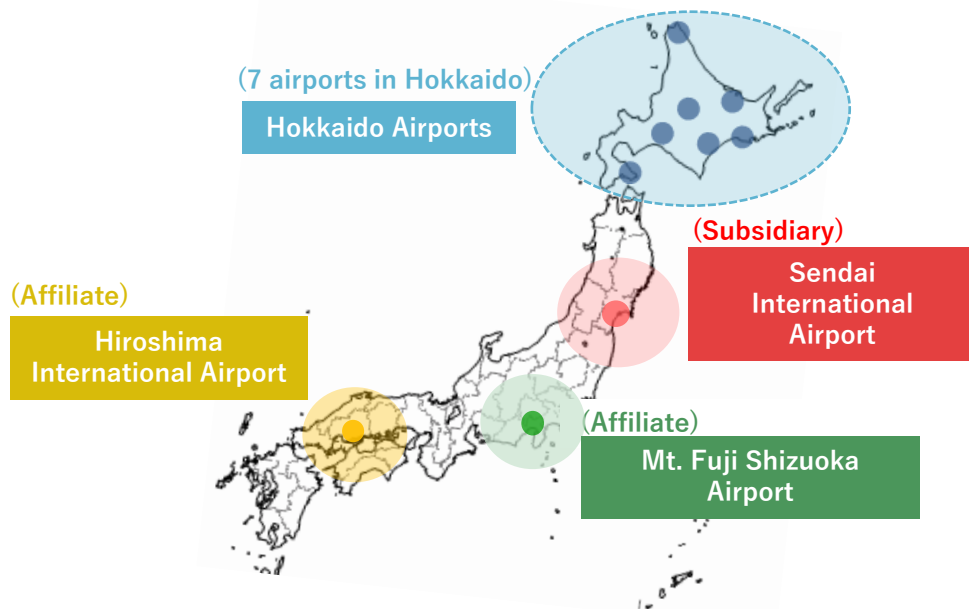 (7 airports in Hokkaido)
Hokkaido Airports
(Subsidiary)
Sendai
International
Airport
(Affiliate)
Hiroshima
International Airport
(Affiliate)
Mt. Fuji Shizuoka
Airport